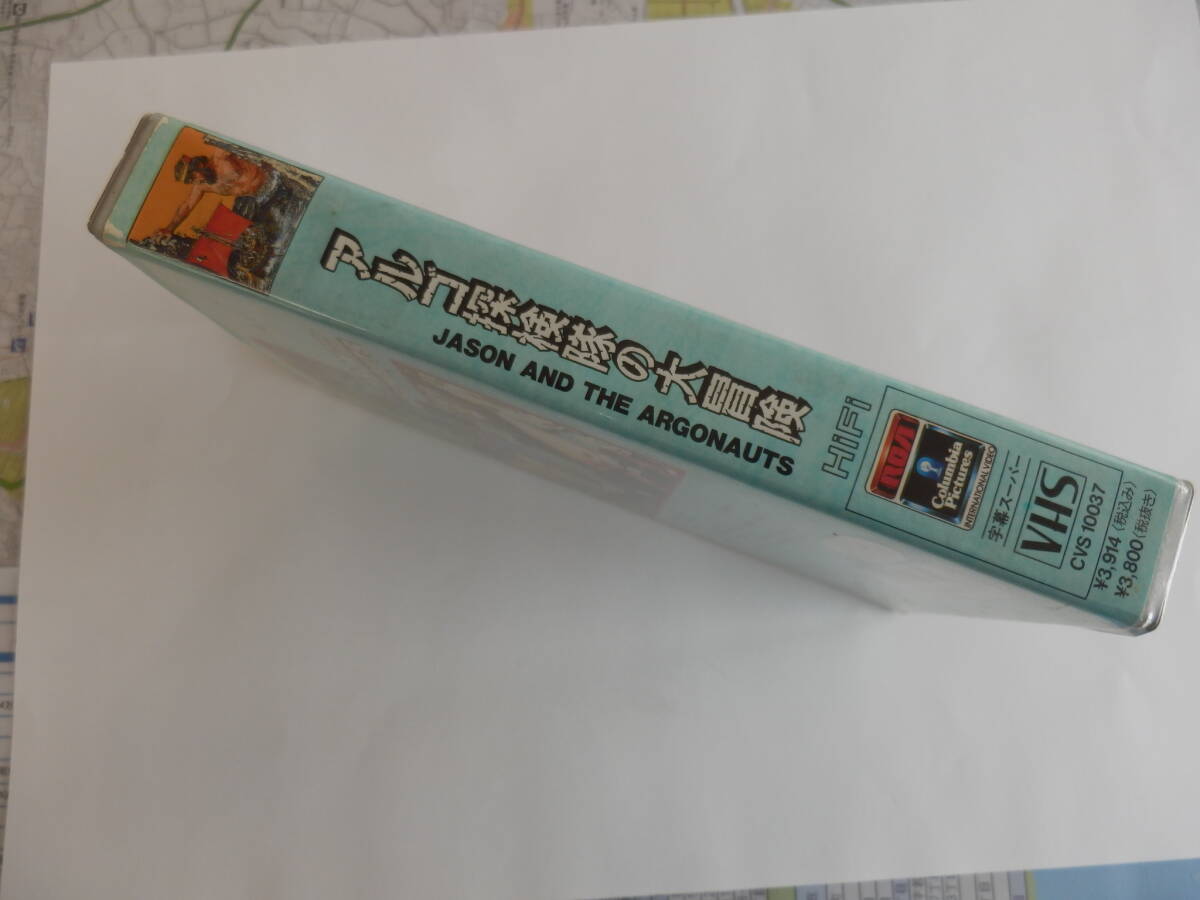 アルゴ探検隊の大冒険
JASON AND THE ARGONAUTS
HiFi
RCA
Columbia
Pictures
INTERNATIONAL VIDEO
字幕スーパー
VHS
CVS 10037
¥3,914(税込み)
¥3,800(税抜き)